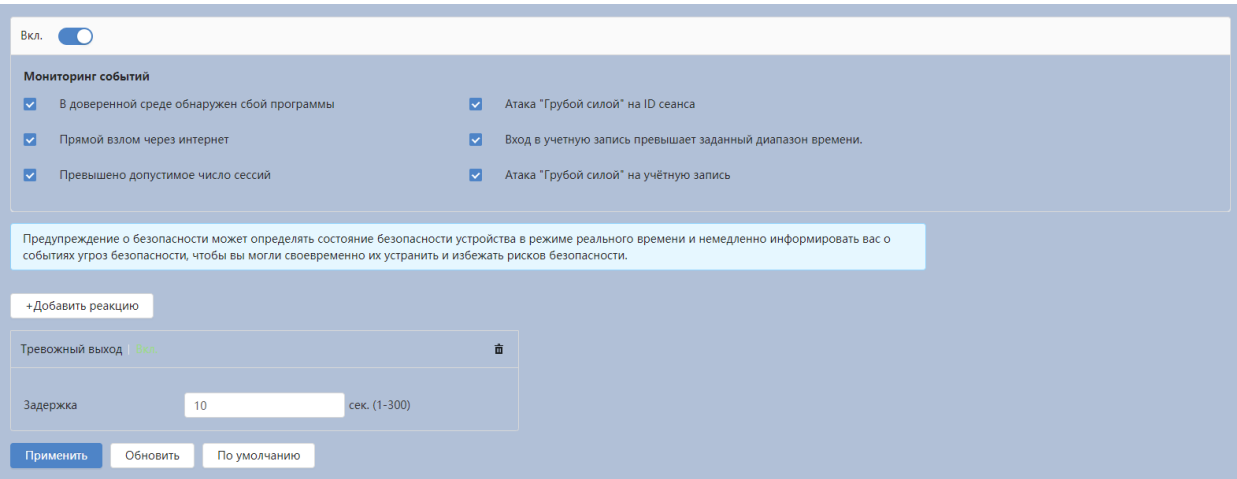 Вкл.
Мониторинг событий
В доверенной среде обнаружен сбой программы
Атака "Грубой силой" на ID сеанса
Прямой взлом через интернет
Вход в учетную запись превышает заданный диапазон времени.
Превышено допустимое число сессий
Атака "Грубой силой" на учётную запись
Предупреждение о безопасности может определять состояние безопасности устройства в режиме реального времени и немедленно информировать вас о
событиях угроз безопасности, чтобы вы могли своевременно их устранить и избежать рисков безопасности.
+Добавить реакцию
Тревожный выход |
Задержка 10 сек. (1-300)
Применить Обновить По умолчанию